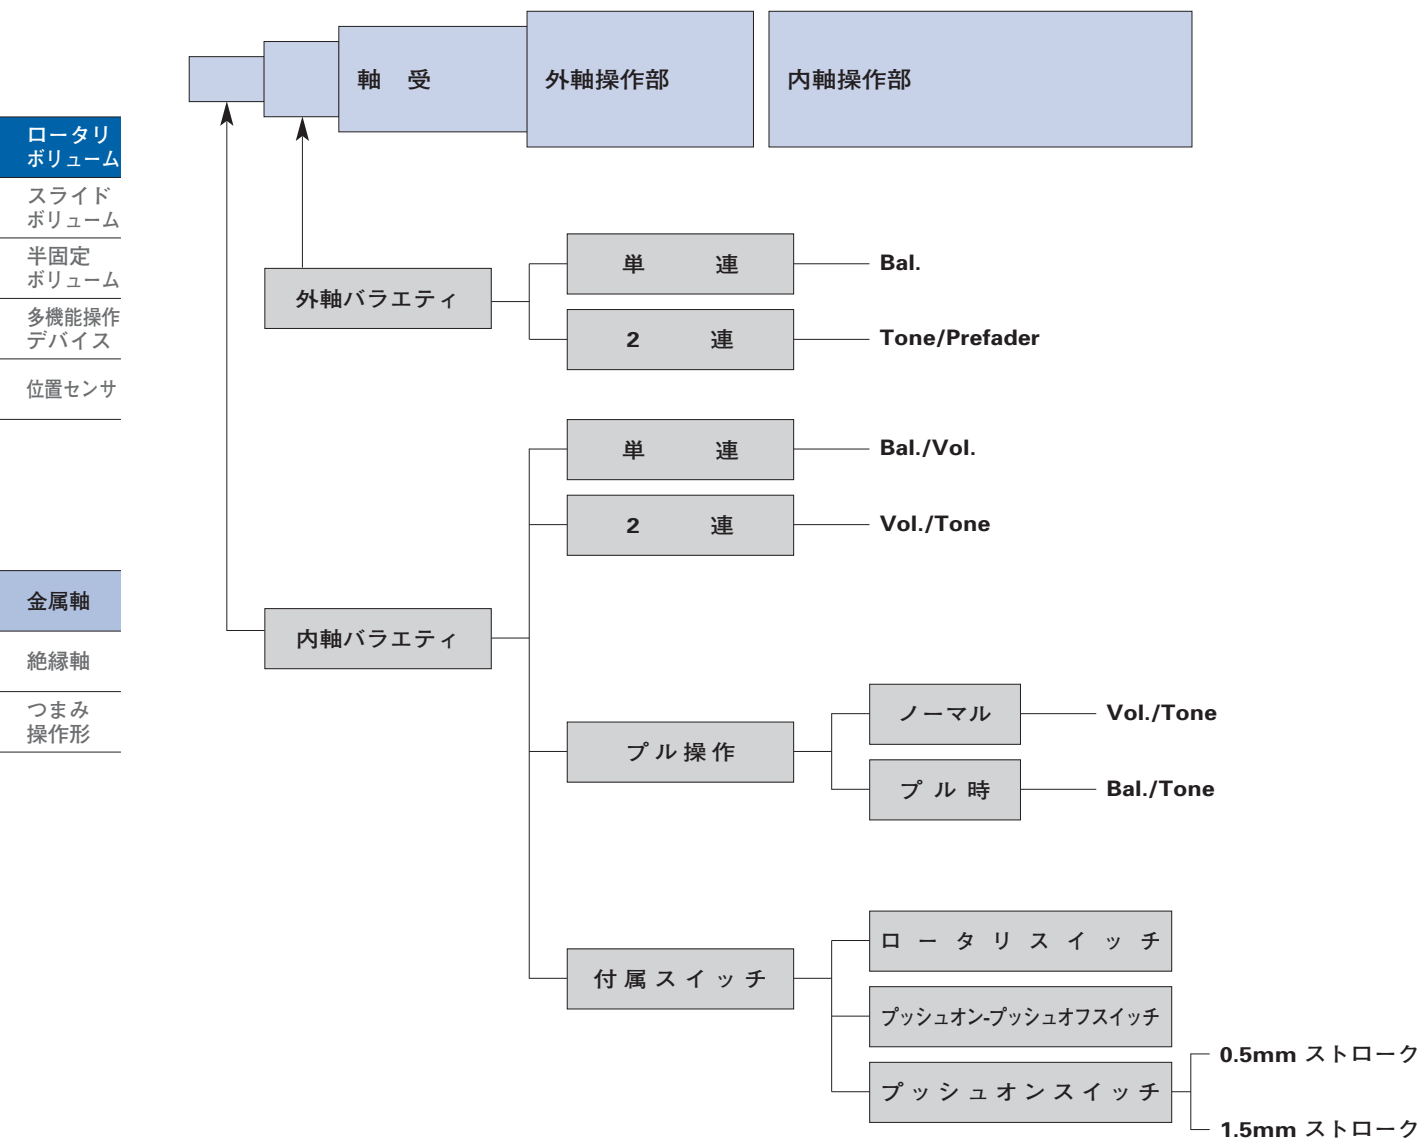 軸 受
外軸操作部
内軸操作部
ロータリ
ボリューム
スライド
ボリューム
半固定
ボリューム
多機能操作
デバイス
位置センサ
金属軸
絶縁軸
つまみ
操作形
外軸バラエティ
単 連
Bal.
2 連
Tone/Prefader
内軸バラエティ
単 連
Bal./Vol.
2 連
Vol./Tone
プル操作
ノーマル
Vol./Tone
プル時
Bal./Tone
付属スイッチ
ロータリスイッチ
プッシュオン-プッシュオフスイッチ
プッシュオンスイッチ
0.5mm ストローク
1.5mm ストローク